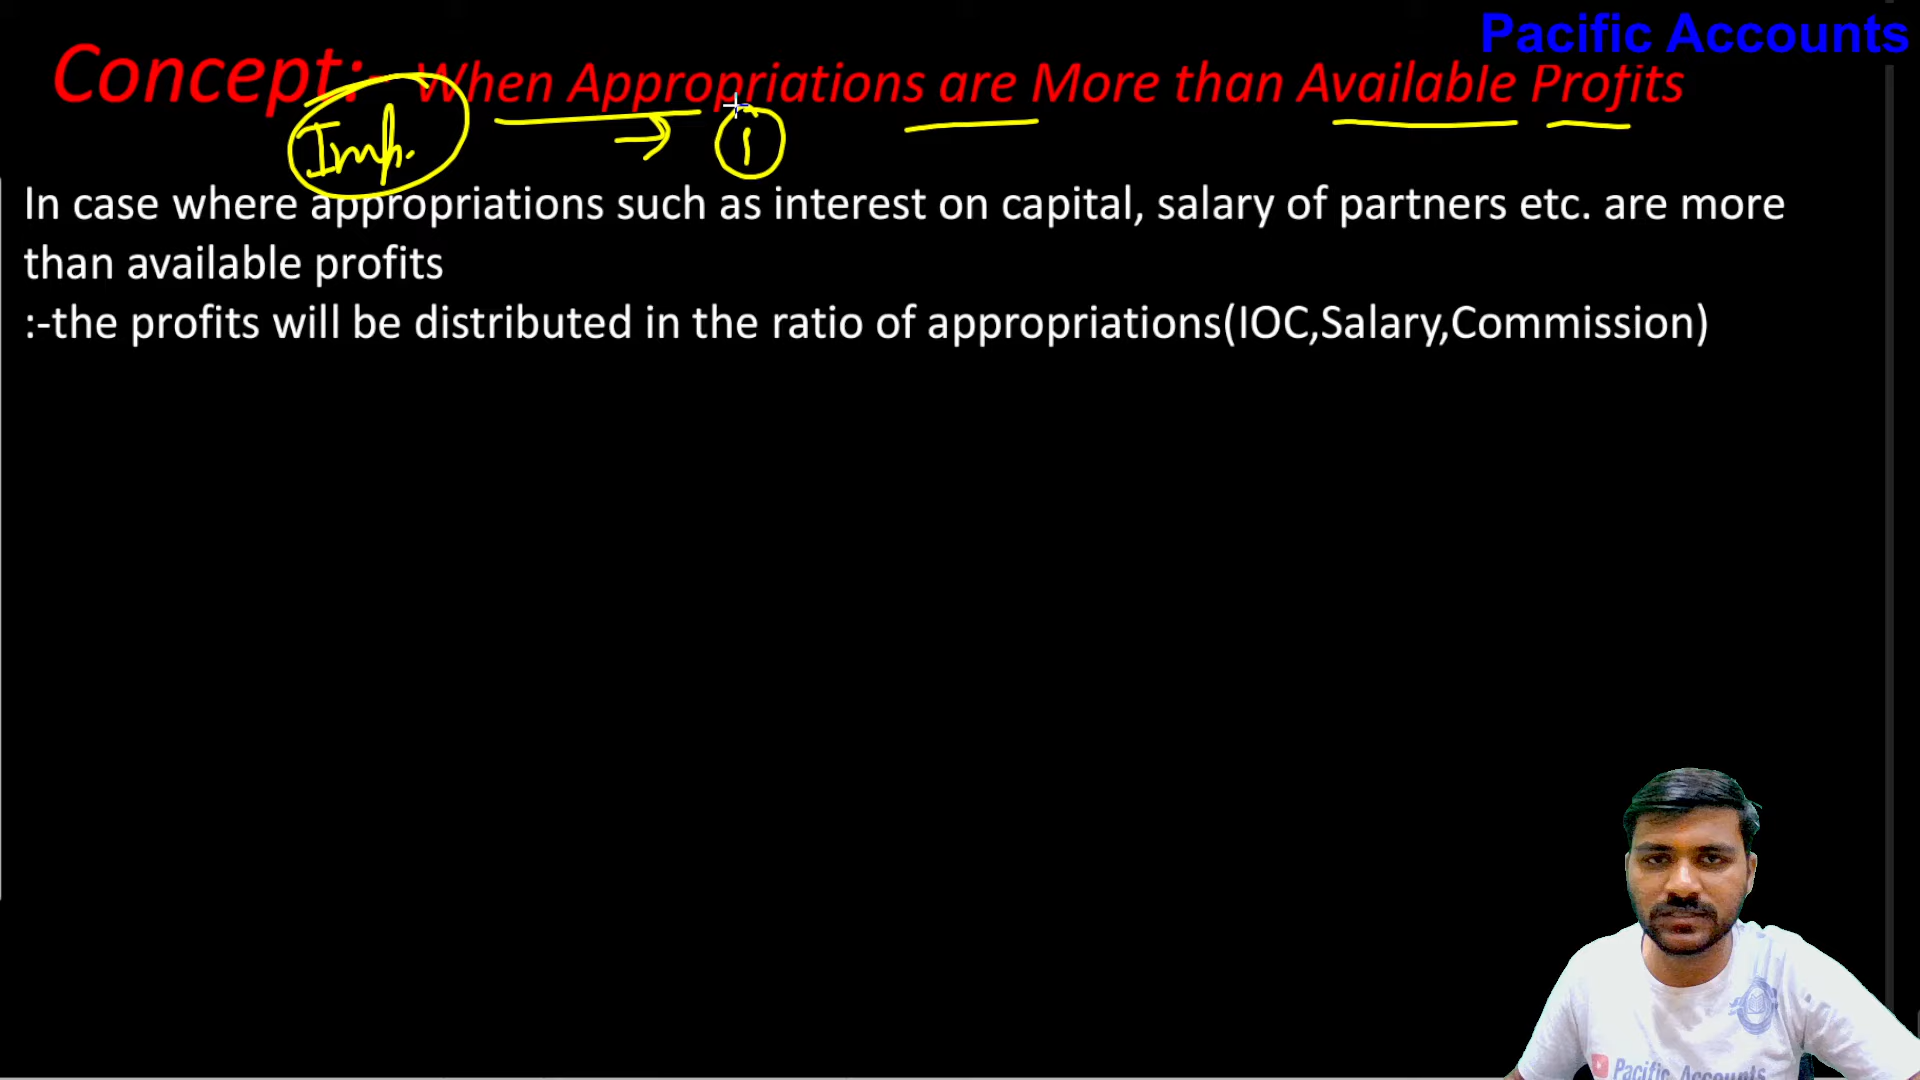 Pacific Accounts
Concept:- When Appropriations are More than Available Profits
Imp. → 1
In case where appropriations such as interest on capital, salary of partners etc. are more
than available profits
:-the profits will be distributed in the ratio of appropriations(IOC,Salary,Commission)
Pacific Accounts